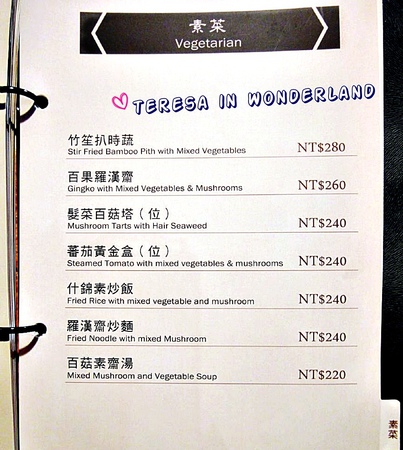 素菜
Vegetarian
TERESA IN WONDERLAND
竹笙扒時蔬
Stir Fried Bamboo Pith with Mixed Vegetables NT$280
百果羅漢齋
Gingko with Mixed Vegetables & Mushrooms NT$260
髮菜百菇塔（位）
Mushroom Tarts with Hair Seaweed NT$240
蕃茄黃金盒（位）
Steamed Tomato with mixed vegetables & mushrooms NT$240
什錦素炒飯
Fried Rice with mixed vegetable and mushroom NT$240
羅漢齋炒麵
Fried Noodle with mixed Mushroom NT$240
百菇素齋湯
Mixed Mushroom and Vegetable Soup NT$220
素菜